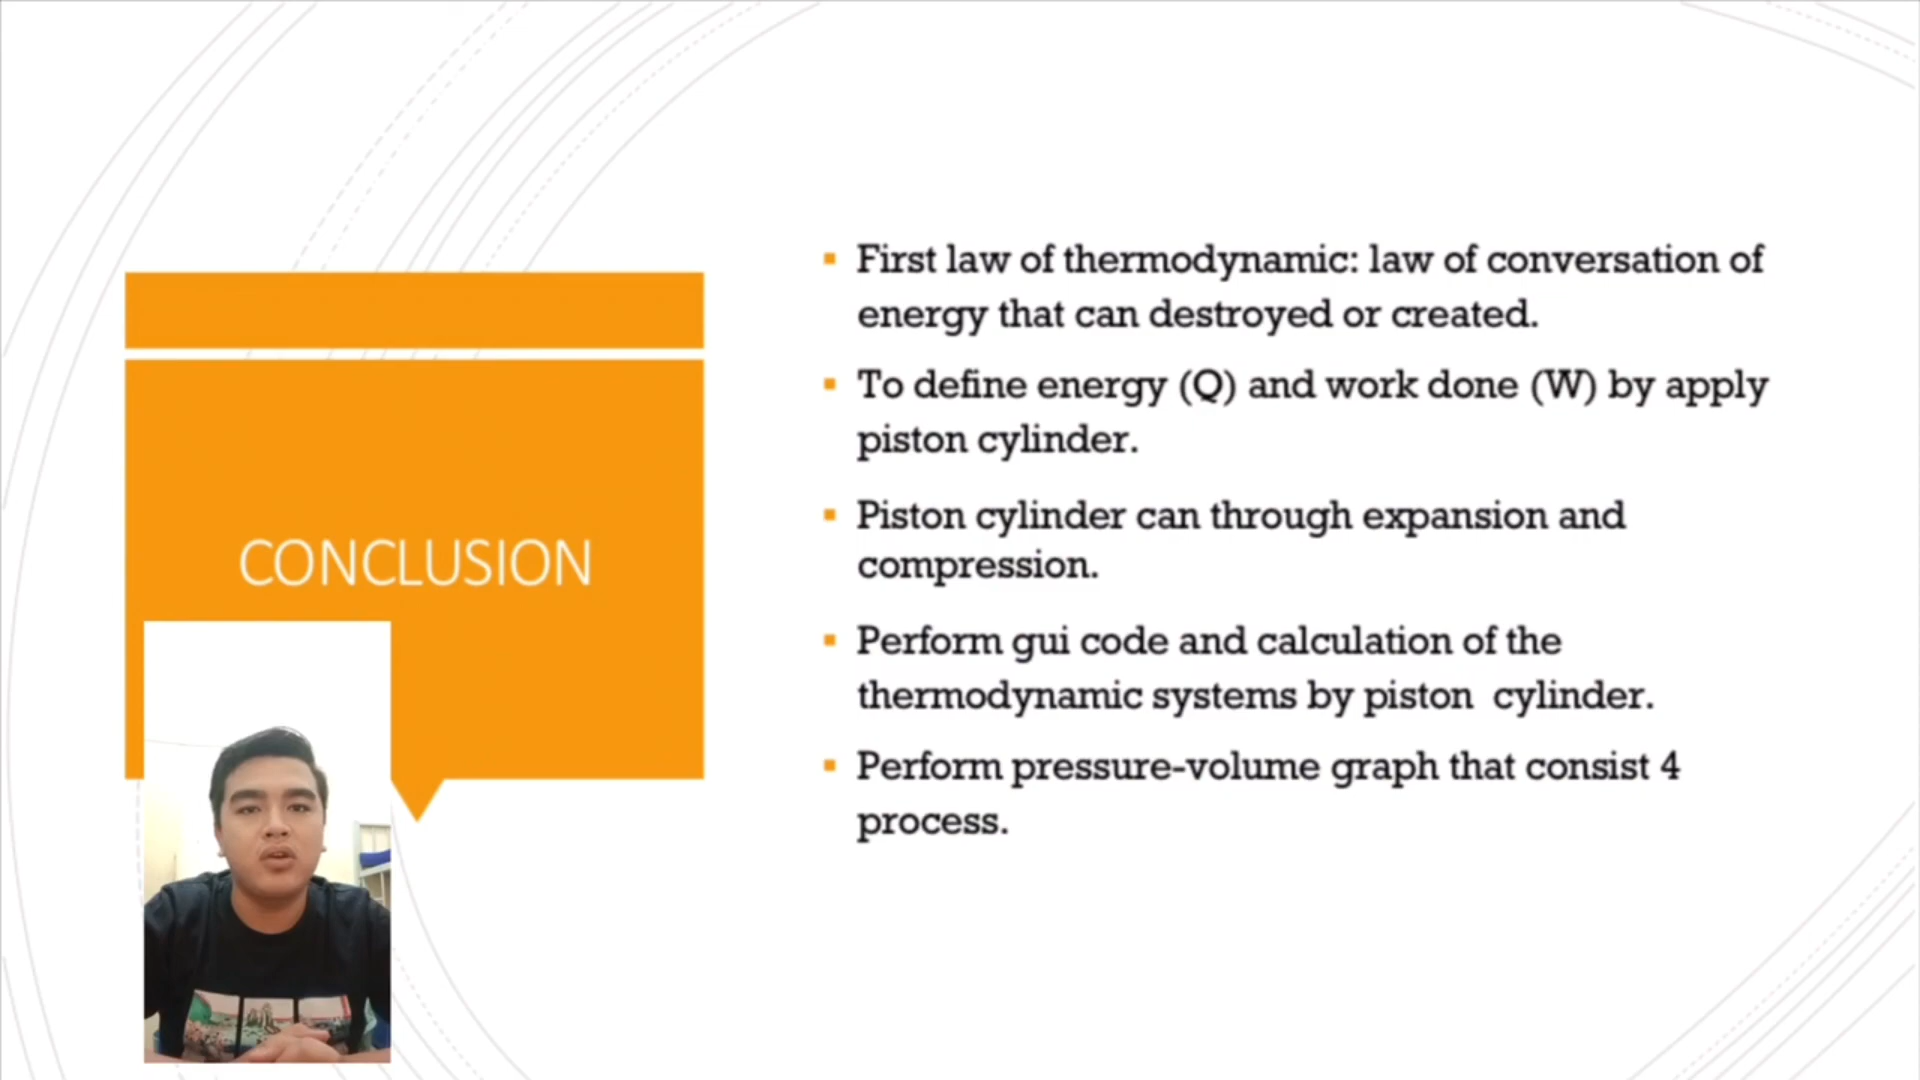 CONCLUSION
First law of thermodynamic: law of conversation of
energy that can destroyed or created.
To define energy (Q) and work done (W) by apply
piston cylinder.
Piston cylinder can through expansion and
compression.
Perform gui code and calculation of the
thermodynamic systems by piston cylinder.
Perform pressure-volume graph that consist 4
process.